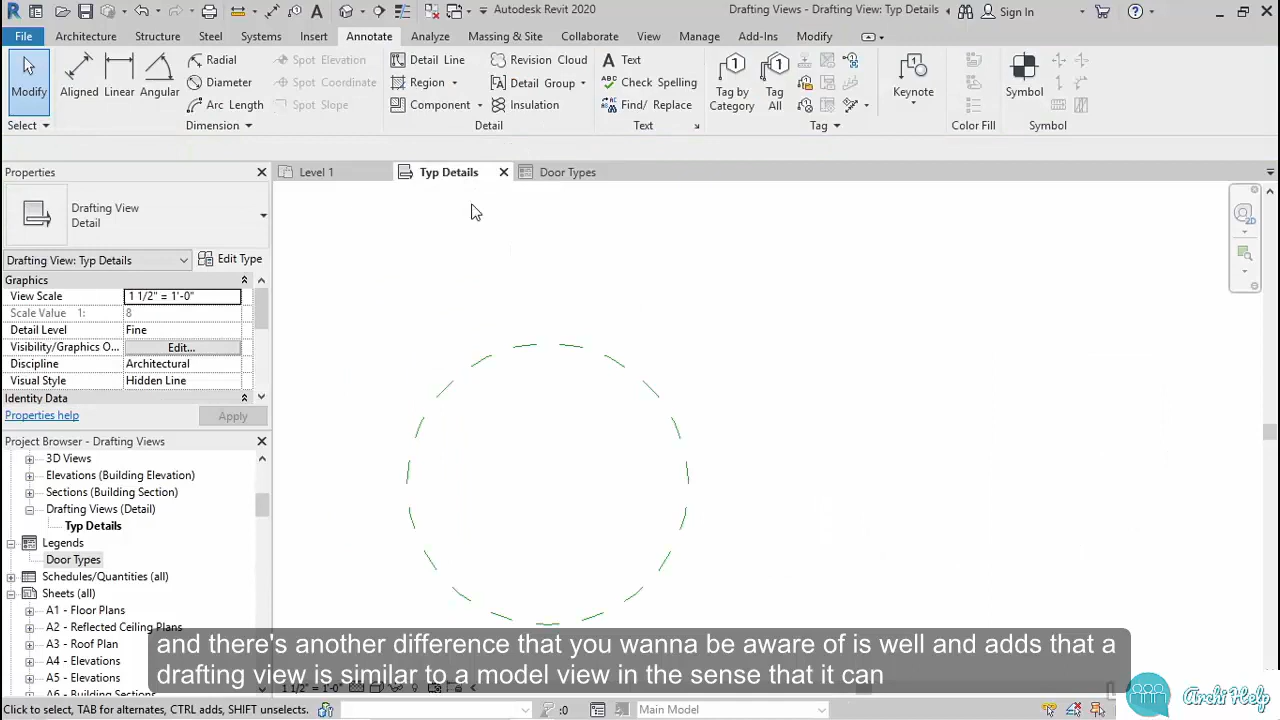 Autodesk Revit 2020
Drafting Views - Drafting View: Typ Details
Sign In
File
Architecture
Structure
Steel
Systems
Insert
Annotate
Analyze
Massing & Site
Collaborate
View
Manage
Add-Ins
Modify
Modify
Select
Aligned
Linear
Angular
Radial
Diameter
Arc Length
Spot Elevation
Spot Coordinate
Spot Slope
Dimension
Detail Line
Region
Component
Revision Cloud
Detail Group
Insulation
Detail
Text
Check Spelling
Find/ Replace
Text
Tag by Category
Tag All
Tag
Keynote
Color Fill
Symbol
Symbol
Properties
Level 1
Typ Details
Door Types
Drafting View
Detail
Drafting View: Typ Details
Edit Type
Graphics
View Scale 1 1/2" = 1'-0"
Scale Value 1: 8
Detail Level Fine
Visibility/Graphics O... Edit...
Discipline Architectural
Visual Style Hidden Line
Identity Data
Properties help
Apply
Project Browser - Drafting Views
3D Views
Elevations (Building Elevation)
Sections (Building Section)
Drafting Views (Detail)
Typ Details
Legends
Door Types
Schedules/Quantities (all)
Sheets (all)
A1 - Floor Plans
A2 - Reflected Ceiling Plans
A3 - Roof Plan
A4 - Elevations
A5 - Elevations
A6 - Building Sections
and there's another difference that you wanna be aware of is well and adds that a
drafting view is similar to a model view in the sense that it can
1 1/2" = 1'-0"
Click to select, TAB for alternates, CTRL adds, SHIFT unselects.
:0
Main Model
ArchiHelp